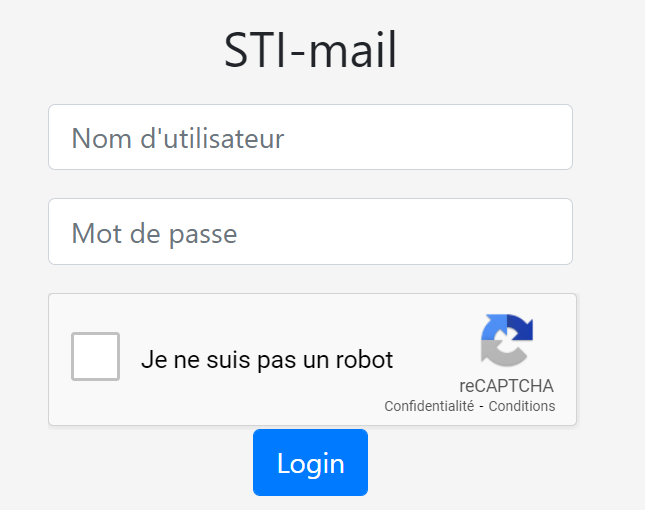 STI-mail
Nom d'utilisateur
Mot de passe
Je ne suis pas un robot
reCAPTCHA
Confidentialité - Conditions
Login